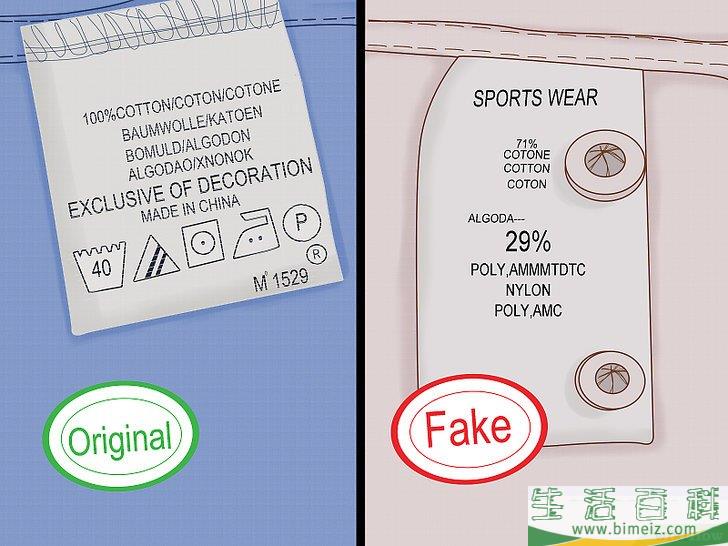 100%COTTON/COTON/COTONE
BAUMWOLLE/KATOEN
BOMULD/ALGODON
ALGODAO/XNONOK
EXCLUSIVE OF DECORATION
MADE IN CHINA
40
P
®
M° 1529
Original
SPORTS WEAR
71%
COTONE
COTTON
COTON
ALGODA---
29%
POLY,AMMMTDTC
NYLON
POLY,AMC
Fake
生活百科
www.bimeiz.com